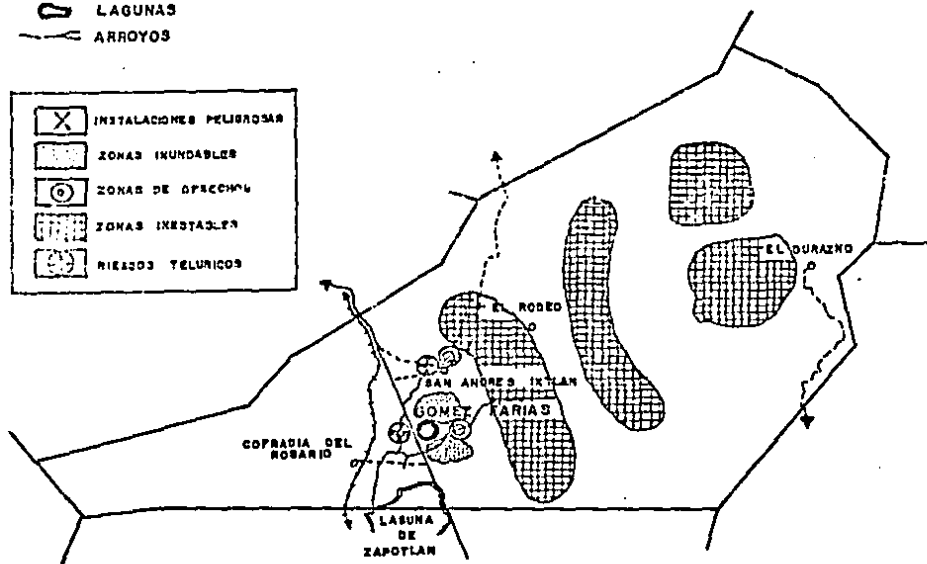 LAGUNAS
ARROYOS
INSTALACIONES PELIGROSAS
ZONAS INUNDABLES
ZONAS DE DESECHOS
ZONAS INESTABLES
RIESGOS TELURICOS
EL DURAZNO
EL RODEO
SAN ANDRES IXTLAN
GOMEZ FARIAS
COFRADIA DEL
ROSARIO
LAGUNA
DE
ZAPOTLAN